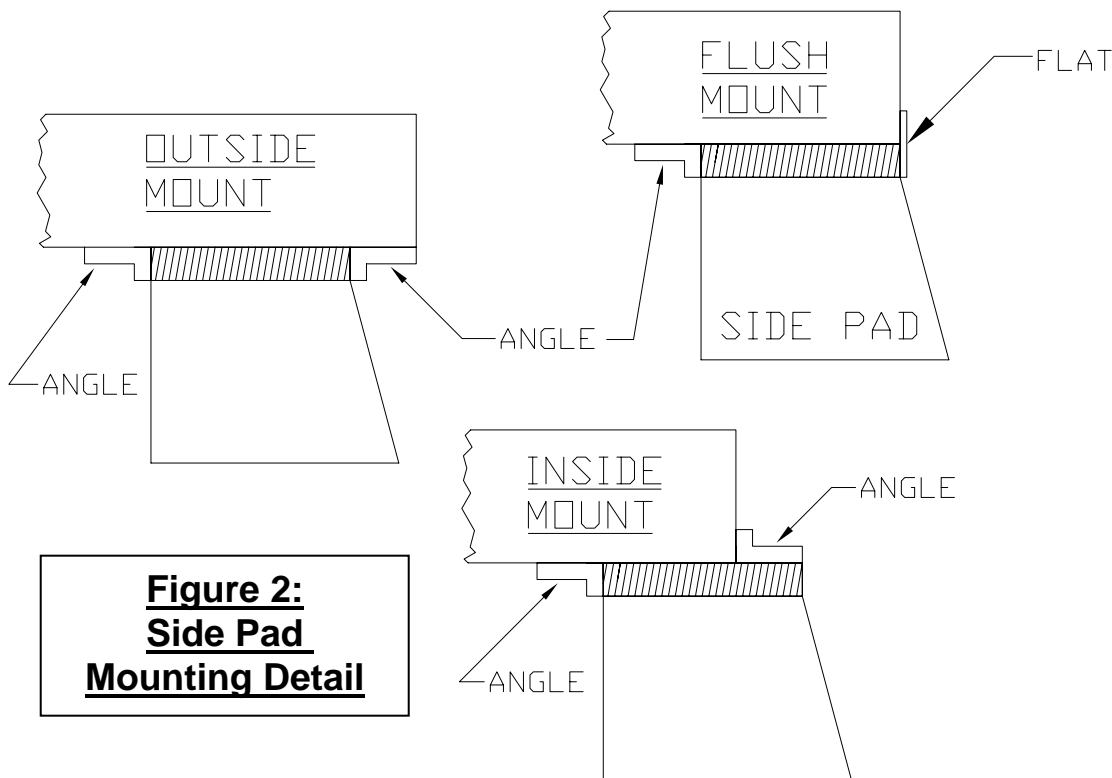 FLUSH
MOUNT
FLAT
OUTSIDE
MOUNT
ANGLE
ANGLE
SIDE PAD
INSIDE
MOUNT
ANGLE
ANGLE
Figure 2:
Side Pad
Mounting Detail